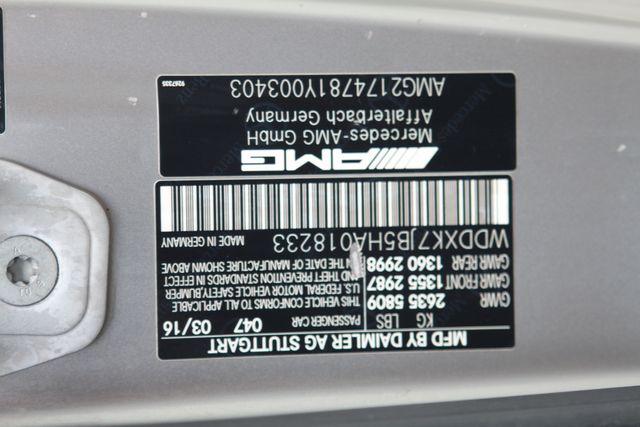 MFD BY DAIMLER AG STUTTGART
KG LBS PASSENGER CAR 047 03/16
GWR 2635 5809 THIS VEHICLE CONFORMS TO ALL APPLICABLE
GAWR FRONT 1355 2987 U.S. FEDERAL MOTOR VEHICLE SAFETY,BUMPER,
GAWR REAR 1360 2998 AND THEFT PREVENTION STANDARDS IN EFFECT
ON THE DATE OF MANUFACTURE SHOWN ABOVE
WDDXK7JB5HA018233 MADE IN GERMANY
AMG
Mercedes-AMG GmbH
Affalterbach Germany
AMG2174781Y003403
9267335